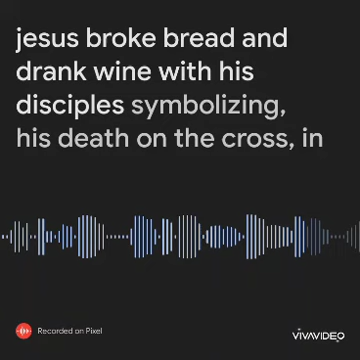 jesus broke bread and
drank wine with his
disciples symbolizing,
his death on the cross, in
Recorded on Pixel
VIVAVIDEO